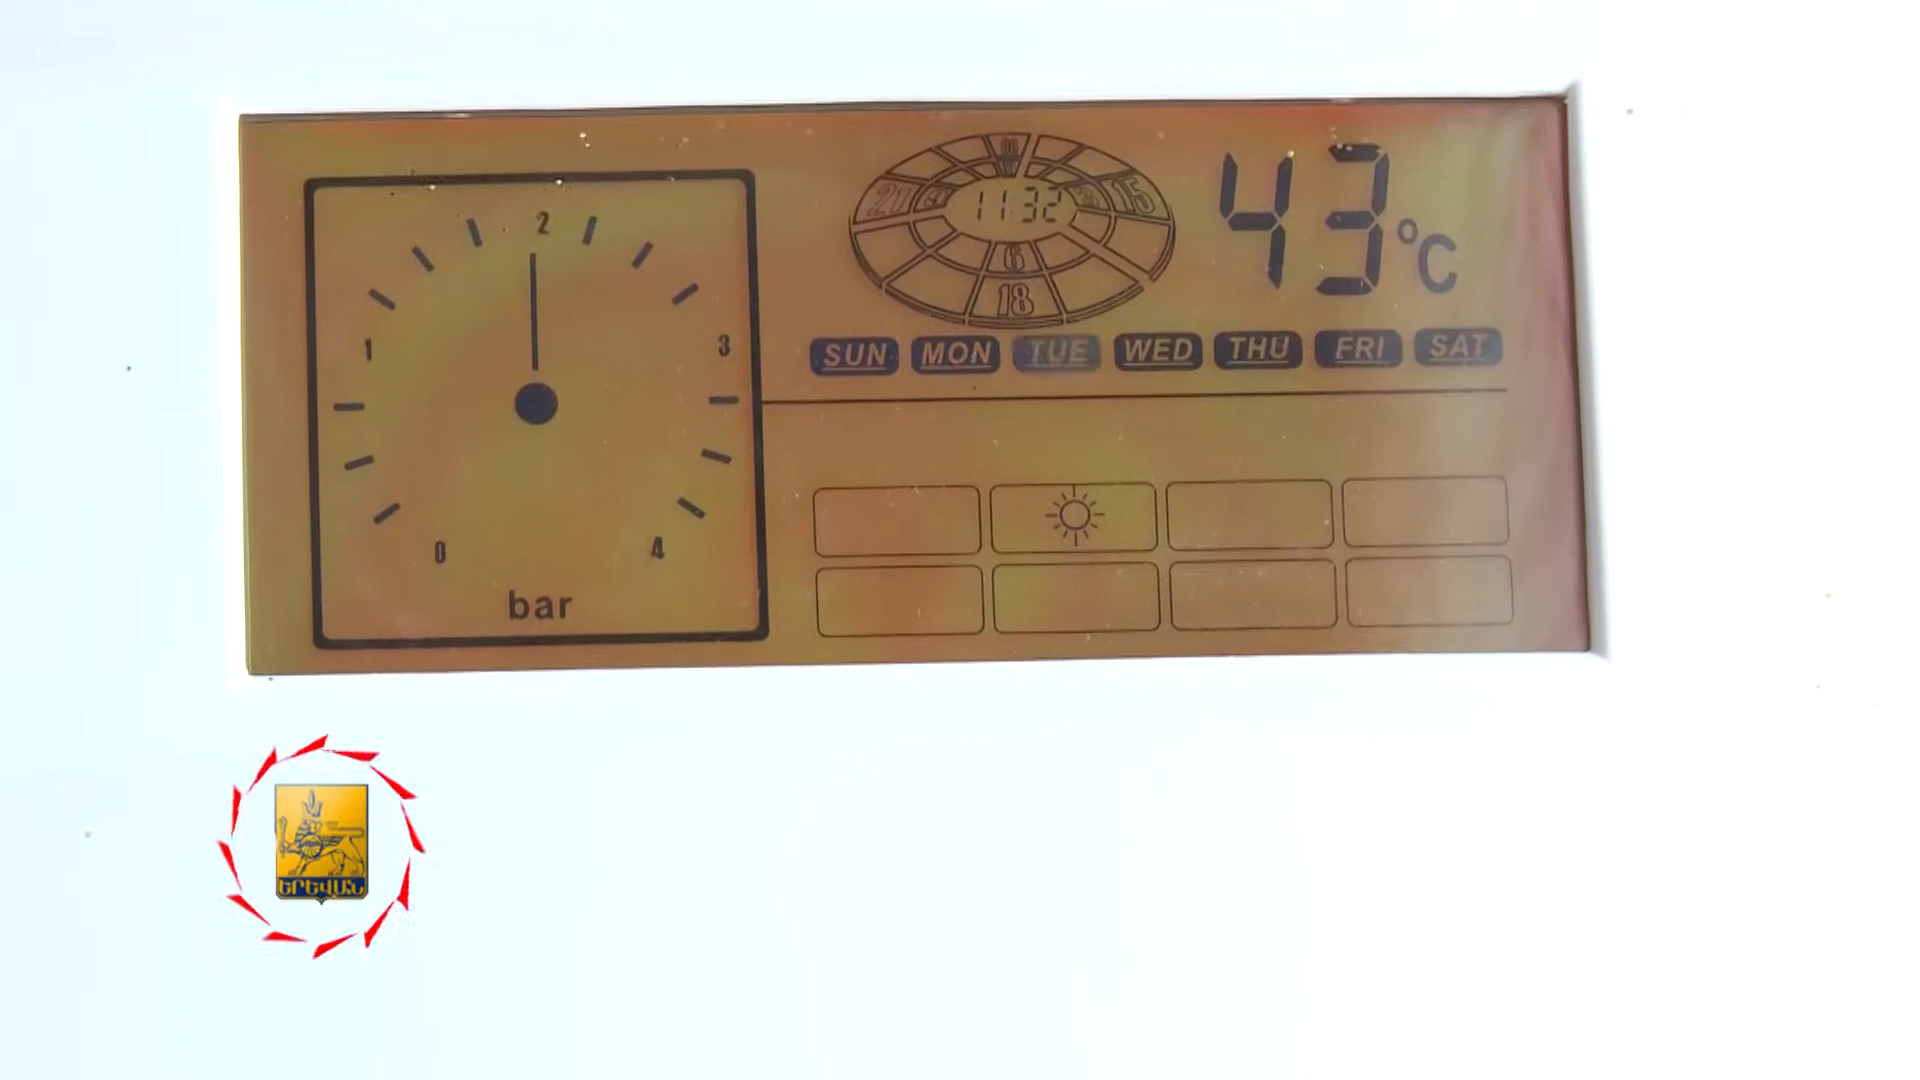 2
1
3
0
4
bar
21
15
11:32
6
18
43 °C
SUN MON TUE WED THU FRI SAT
ԵՐԵՎԱՆ